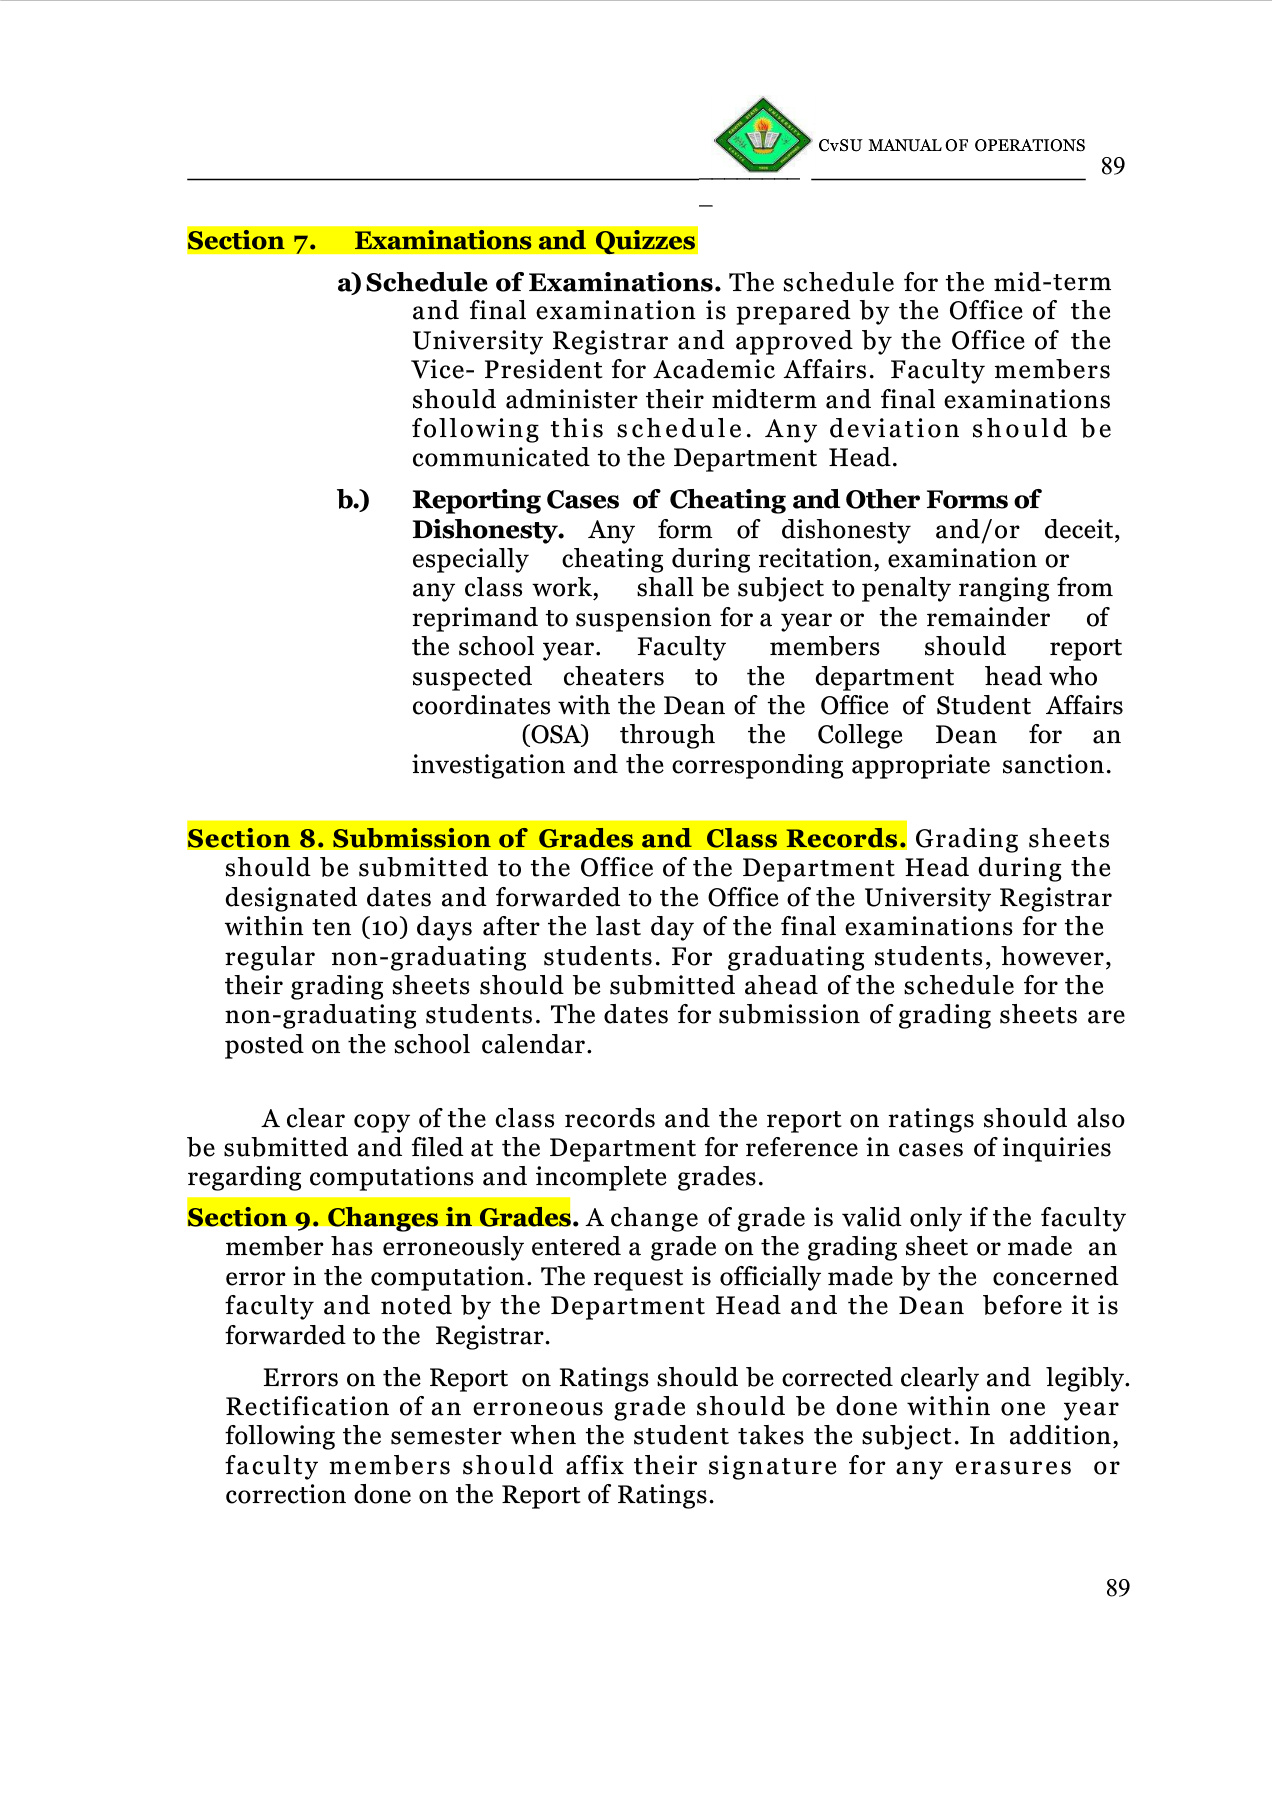 CvSU MANUAL OF OPERATIONS
89
Section 7. Examinations and Quizzes
a) Schedule of Examinations. The schedule for the mid-term
and final examination is prepared by the Office of the
University Registrar and approved by the Office of the
Vice- President for Academic Affairs. Faculty members
should administer their midterm and final examinations
following this schedule. Any deviation should be
communicated to the Department Head.
b.) Reporting Cases of Cheating and Other Forms of
Dishonesty. Any form of dishonesty and/or deceit,
especially cheating during recitation, examination or
any class work, shall be subject to penalty ranging from
reprimand to suspension for a year or the remainder of
the school year. Faculty members should report
suspected cheaters to the department head who
coordinates with the Dean of the Office of Student Affairs
(OSA) through the College Dean for an
investigation and the corresponding appropriate sanction.
Section 8. Submission of Grades and Class Records. Grading sheets
should be submitted to the Office of the Department Head during the
designated dates and forwarded to the Office of the University Registrar
within ten (10) days after the last day of the final examinations for the
regular non-graduating students. For graduating students, however,
their grading sheets should be submitted ahead of the schedule for the
non-graduating students. The dates for submission of grading sheets are
posted on the school calendar.
A clear copy of the class records and the report on ratings should also
be submitted and filed at the Department for reference in cases of inquiries
regarding computations and incomplete grades.
Section 9. Changes in Grades. A change of grade is valid only if the faculty
member has erroneously entered a grade on the grading sheet or made an
error in the computation. The request is officially made by the concerned
faculty and noted by the Department Head and the Dean before it is
forwarded to the Registrar.
Errors on the Report on Ratings should be corrected clearly and legibly.
Rectification of an erroneous grade should be done within one year
following the semester when the student takes the subject. In addition,
faculty members should affix their signature for any erasures or
correction done on the Report of Ratings.
89